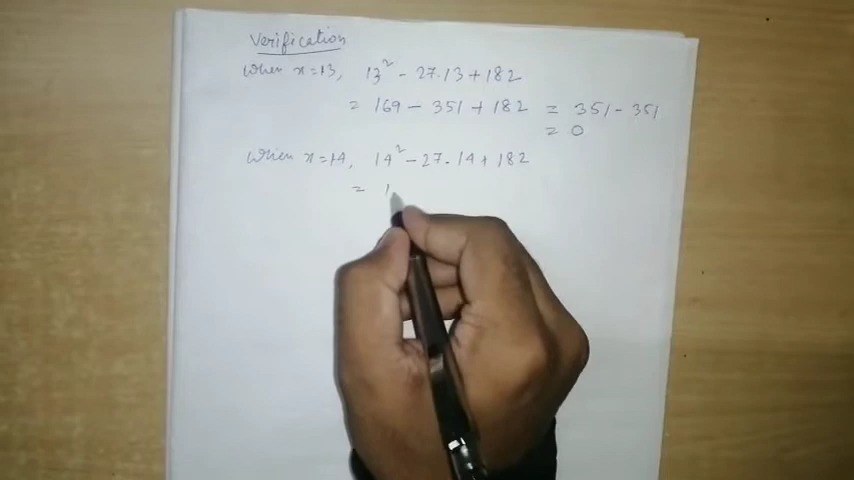 Verification
When x=13, 13² - 27.13 + 182
= 169 - 351 + 182 = 351 - 351
= 0
When x=14, 14² - 27. 14 + 182
= 1